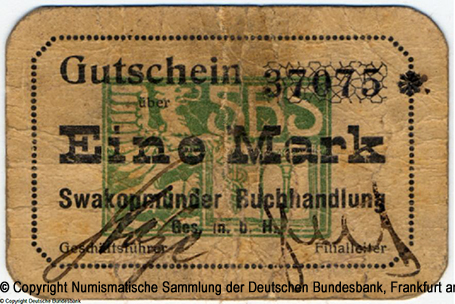 Gutschein 37075 *
über
SBS
Eine Mark
Swakopmunder Buchhandlung
Ges. m. b. H.
Geschäftsführer Filialleiter
© Copyright Numismatische Sammlung der Deutschen Bundesbank, Frankfurt a
© Copyright Deutsche Bundesbank